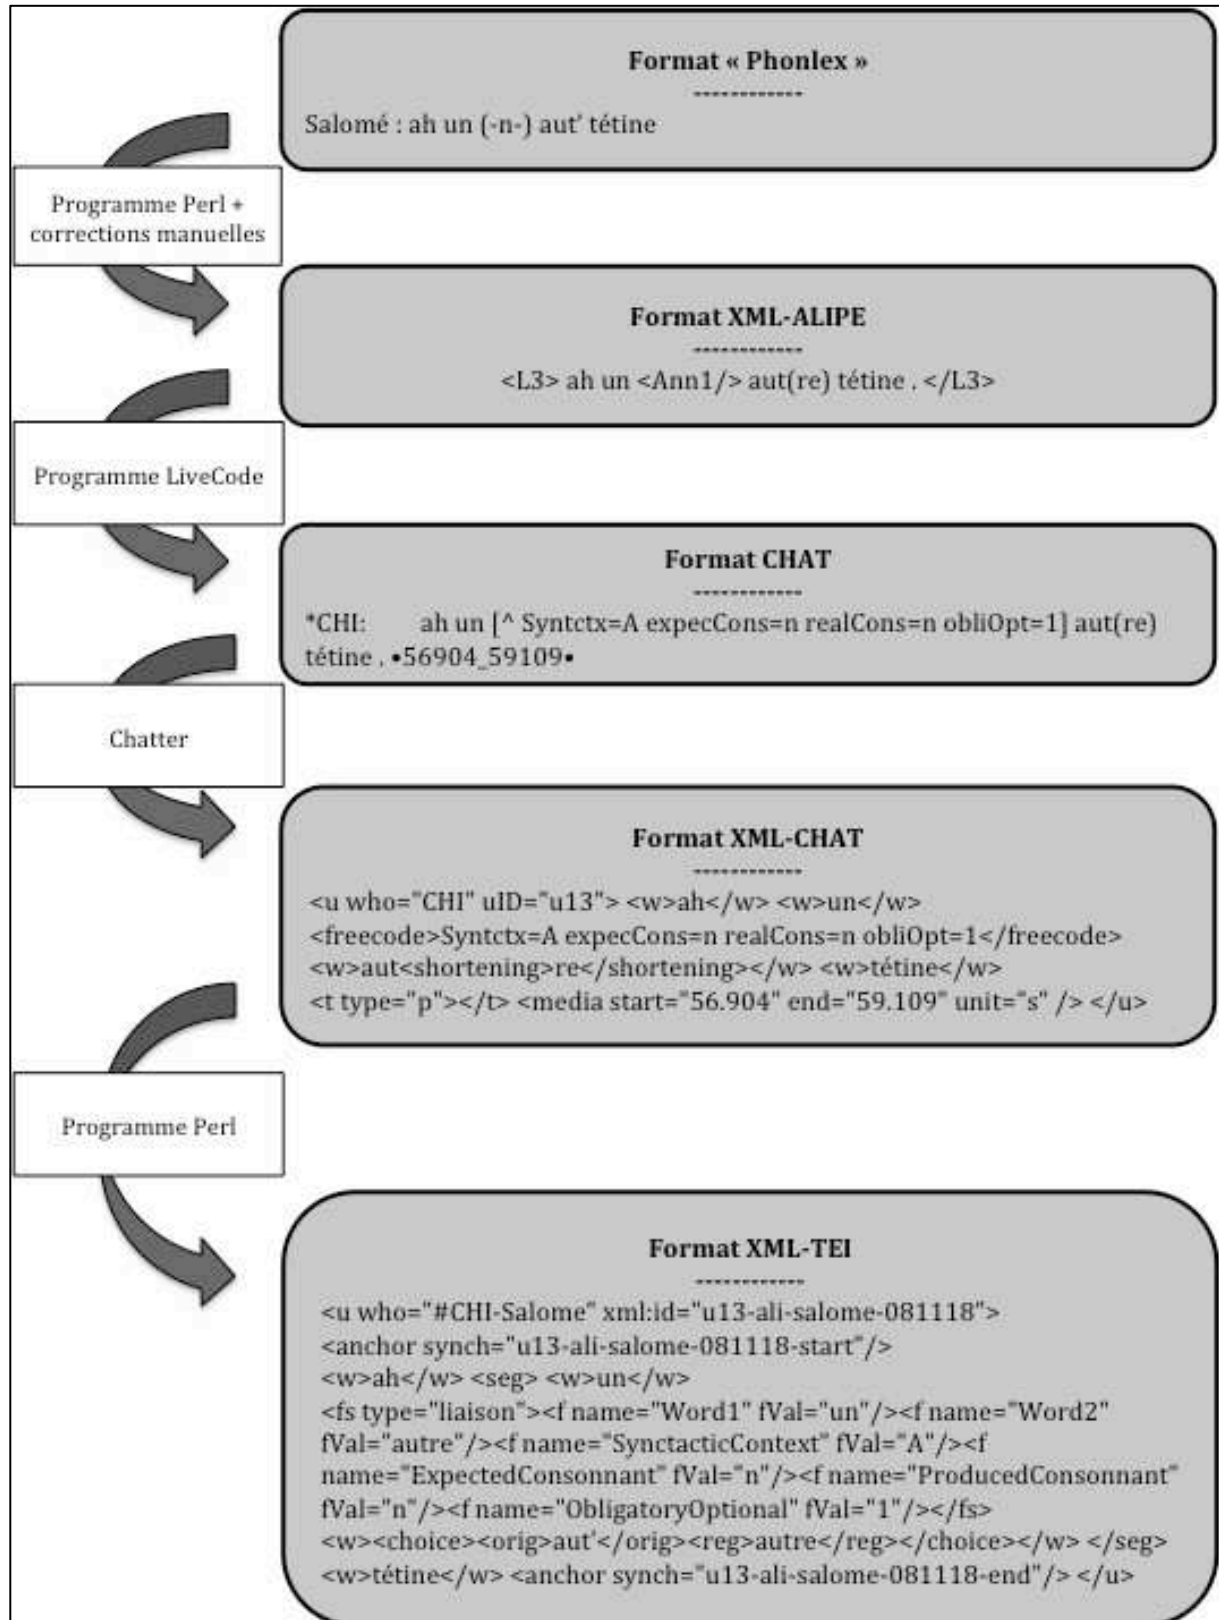 Format « Phonlex »
------------
Salomé : ah un (-n-) aut' tétine
Programme Perl +
corrections manuelles
Format XML-ALIPE
------------
<L3> ah un <Ann1/> aut(re) tétine . </L3>
Programme LiveCode
Format CHAT
------------
*CHI: ah un [^ Syntctx=A expecCons=n realCons=n obliOpt=1] aut(re)
tétine . •56904_59109•
Chatter
Format XML-CHAT
------------
<u who="CHI" uID="u13"> <w>ah</w> <w>un</w>
<freecode>Syntctx=A expecCons=n realCons=n obliOpt=1</freecode>
<w>aut<shortening>re</shortening></w> <w>tétine</w>
<t type="p"></t> <media start="56.904" end="59.109" unit="s" /> </u>
Programme Perl
Format XML-TEI
------------
<u who="#CHI-Salome" xml:id="u13-ali-salome-081118">
<anchor synch="u13-ali-salome-081118-start"/>
<w>ah</w> <seg> <w>un</w>
<fs type="liaison"><f name="Word1" fVal="un"/><f name="Word2"
fVal="autre"/><f name="SynctacticContext" fVal="A"/><f
name="ExpectedConsonnant" fVal="n"/><f name="ProducedConsonnant"
fVal="n"/><f name="ObligatoryOptional" fVal="1"/></fs>
<w><choice><orig>aut'</orig><reg>autre</reg></choice></w> </seg>
<w>tétine</w> <anchor synch="u13-ali-salome-081118-end"/> </u>